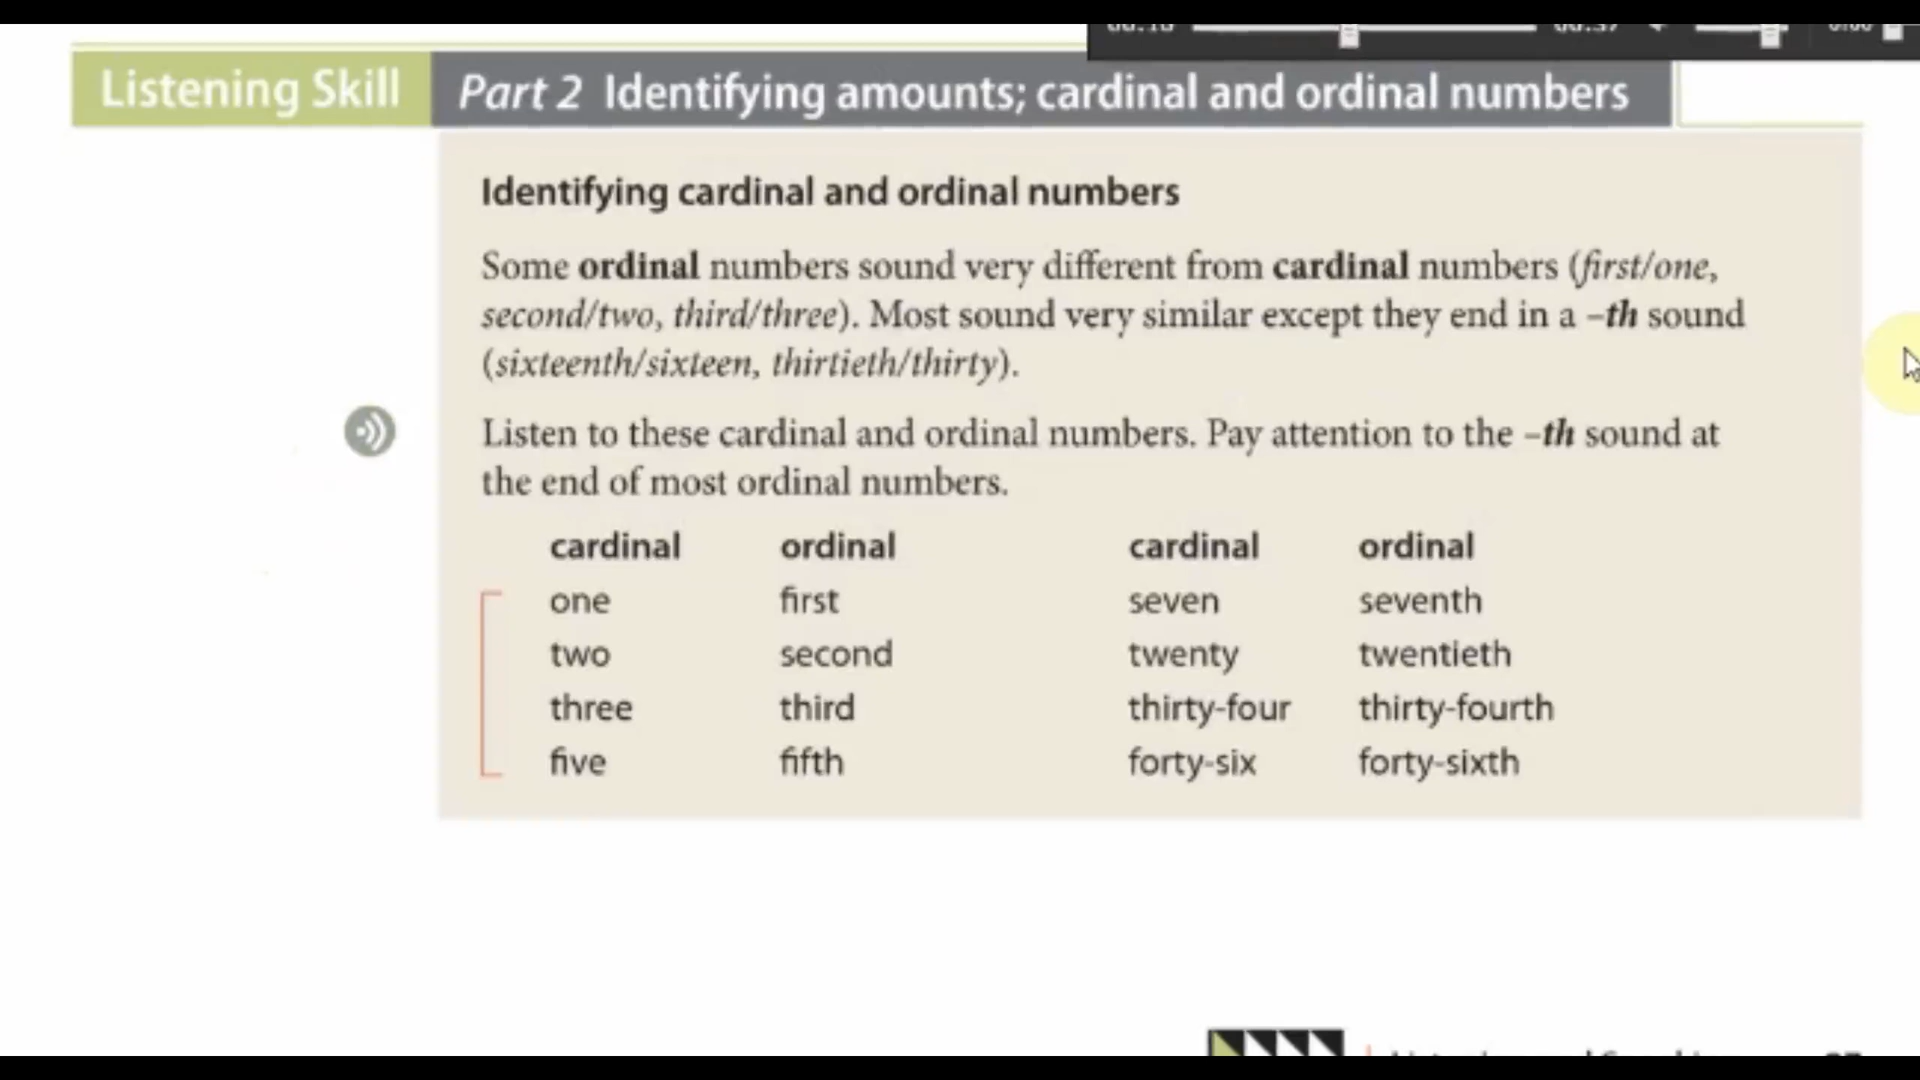 Listening Skill Part 2 Identifying amounts; cardinal and ordinal numbers
Identifying cardinal and ordinal numbers
Some ordinal numbers sound very different from cardinal numbers (first/one,
second/two, third/three). Most sound very similar except they end in a –th sound
(sixteenth/sixteen, thirtieth/thirty).
Listen to these cardinal and ordinal numbers. Pay attention to the –th sound at
the end of most ordinal numbers.
cardinal ordinal cardinal ordinal
one first seven seventh
two second twenty twentieth
three third thirty-four thirty-fourth
five fifth forty-six forty-sixth